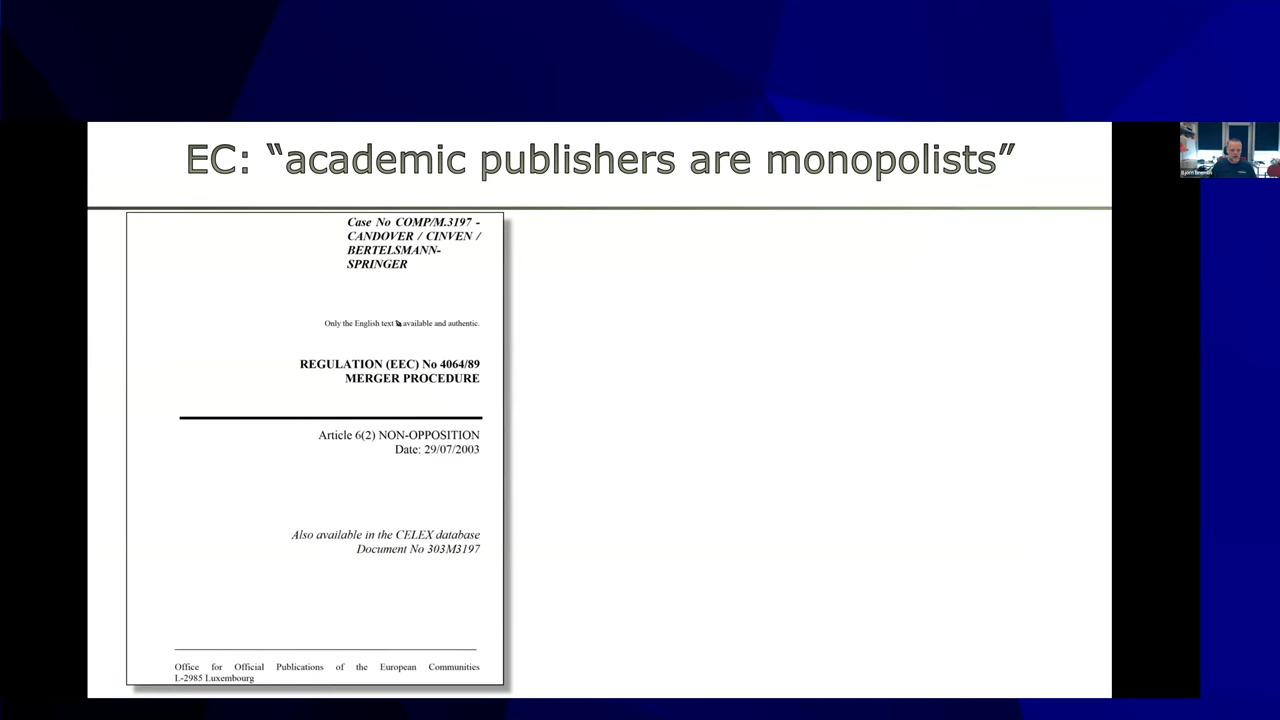 EC: “academic publishers are monopolists”
Case No COMP/M.3197 -
CANDOVER / CINVEN /
BERTELSMANN-
SPRINGER
Only the English text is available and authentic.
REGULATION (EEC) No 4064/89
MERGER PROCEDURE
Article 6(2) NON-OPPOSITION
Date: 29/07/2003
Also available in the CELEX database
Document No 303M3197
Office for Official Publications of the European Communities
L-2985 Luxembourg
Björn Brembs